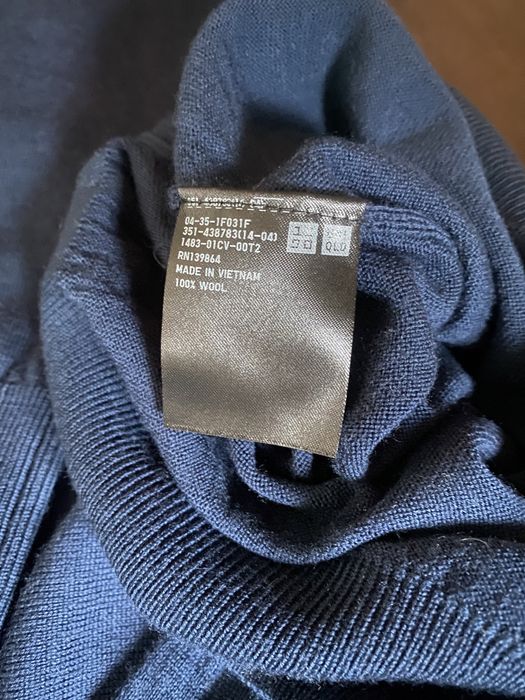 04-35-1F031F
351-438783(14-04)
1483-01CV-00T2
RN139864
MADE IN VIETNAM
100% WOOL